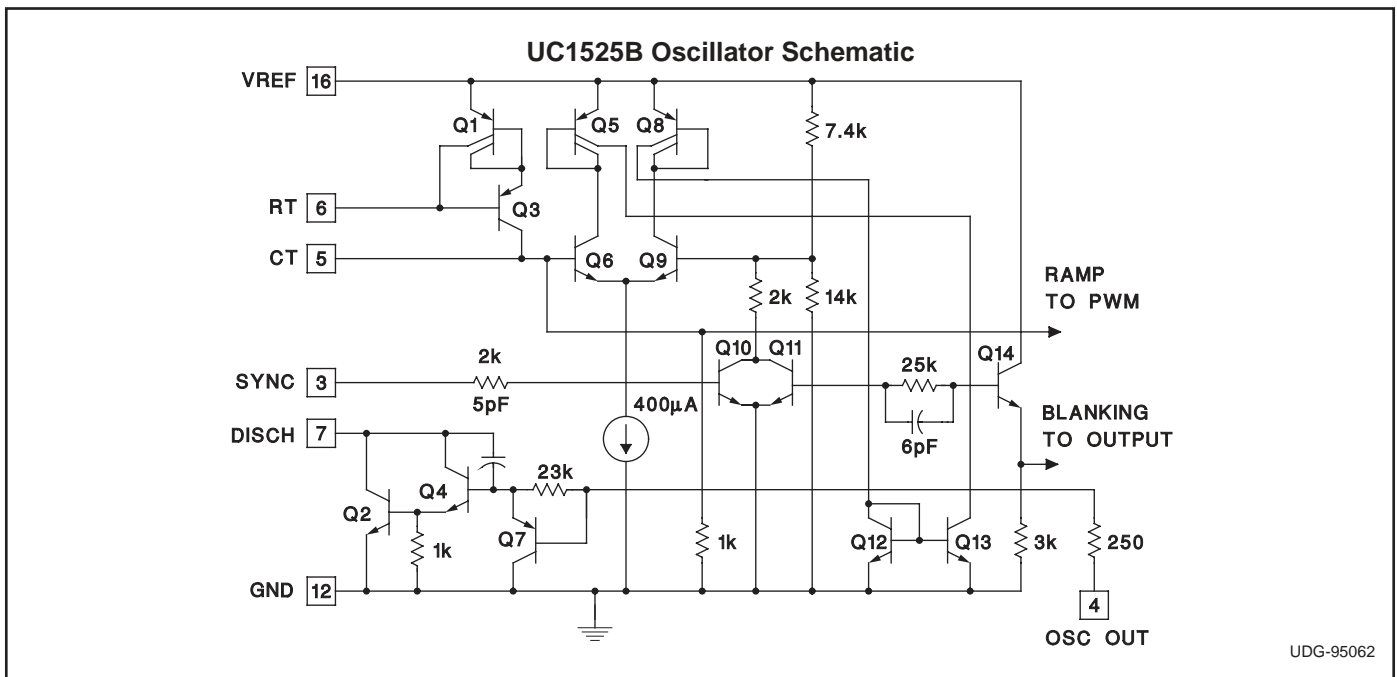 UC1525B Oscillator Schematic
VREF 16
Q1
Q5
Q8
7.4k
RT 6
Q3
CT 5
Q6
Q9
2k
14k
RAMP
TO PWM
Q10
Q11
Q14
2k
25k
SYNC 3
5pF
400µA
6pF
BLANKING
TO OUTPUT
DISCH 7
23k
Q4
Q2
1k
Q7
1k
Q12
Q13
3k
250
GND 12
4
OSC OUT
UDG-95062